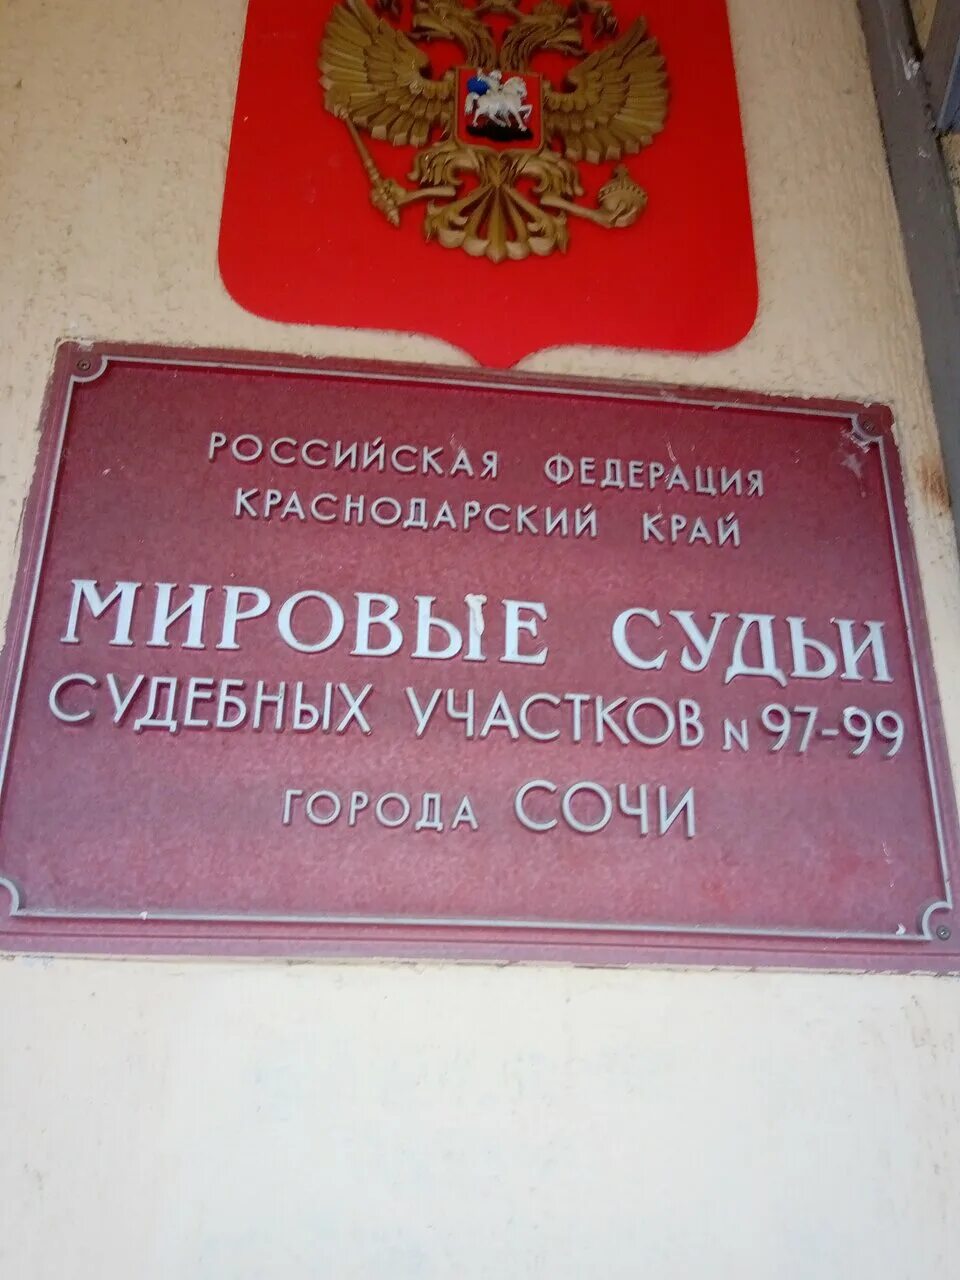 РОССИЙСКАЯ ФЕДЕРАЦИЯ
КРАСНОДАРСКИЙ КРАЙ
МИРОВЫЕ СУДЬИ
СУДЕБНЫХ УЧАСТКОВ N 97-99
ГОРОДА СОЧИ